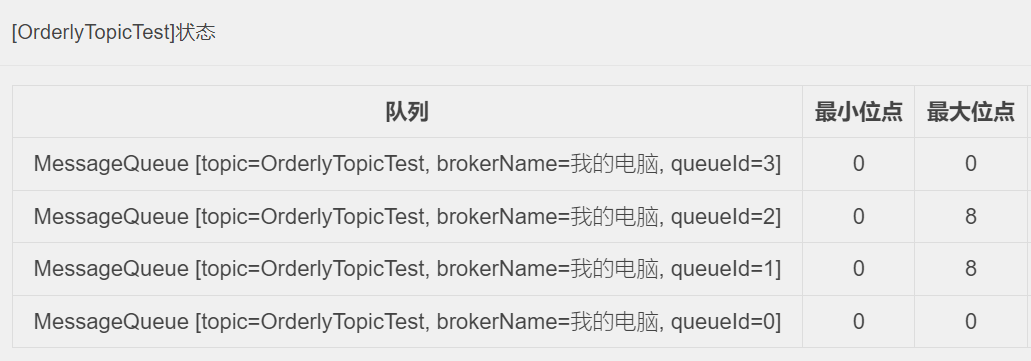 [OrderlyTopicTest]状态
队列 最小位点 最大位点
MessageQueue [topic=OrderlyTopicTest, brokerName=我的电脑, queueId=3] 0 0
MessageQueue [topic=OrderlyTopicTest, brokerName=我的电脑, queueId=2] 0 8
MessageQueue [topic=OrderlyTopicTest, brokerName=我的电脑, queueId=1] 0 8
MessageQueue [topic=OrderlyTopicTest, brokerName=我的电脑, queueId=0] 0 0